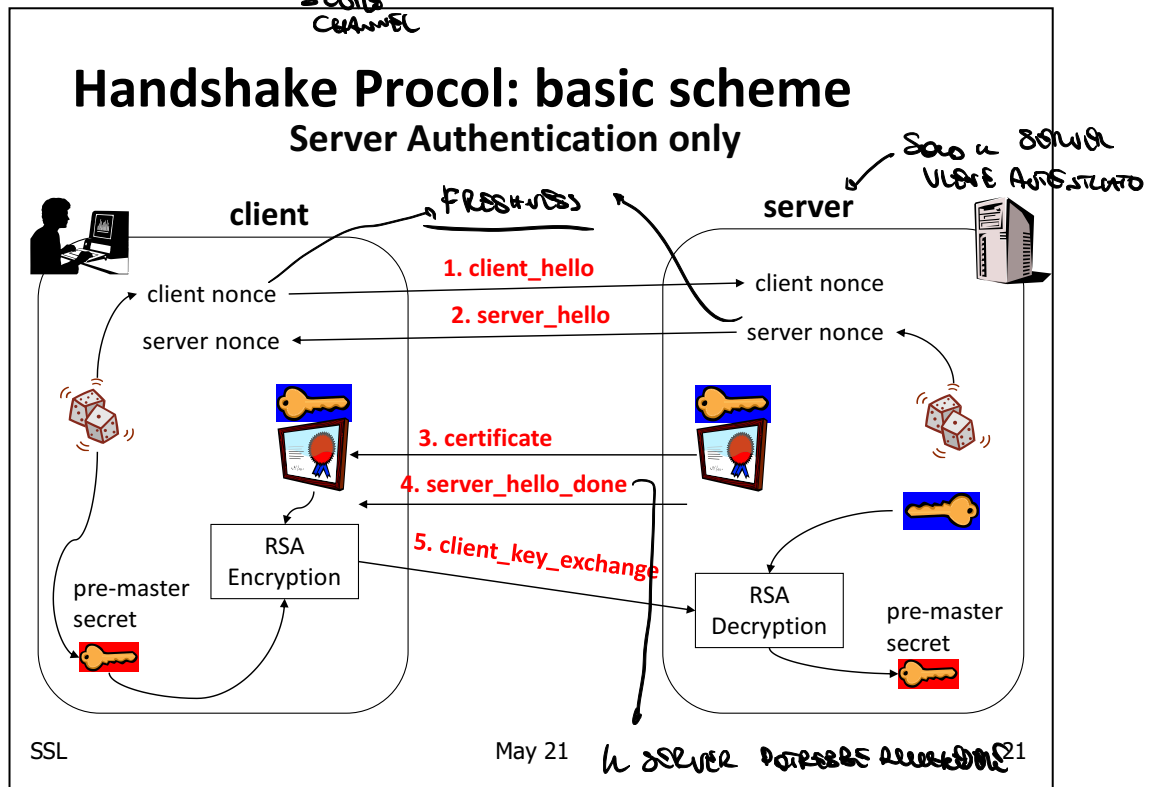 CHANNEL
Handshake Procol: basic scheme
Server Authentication only
SOLO IL SERVER
VIENE AUTENTICATO
client
FRESHNESS
server
1. client_hello
client nonce
client nonce
2. server_hello
server nonce
server nonce
3. certificate
4. server_hello_done
5. client_key_exchange
RSA
Encryption
RSA
Decryption
pre-master
secret
pre-master
secret
SSL
May 21
IL SERVER POTREBBE
21